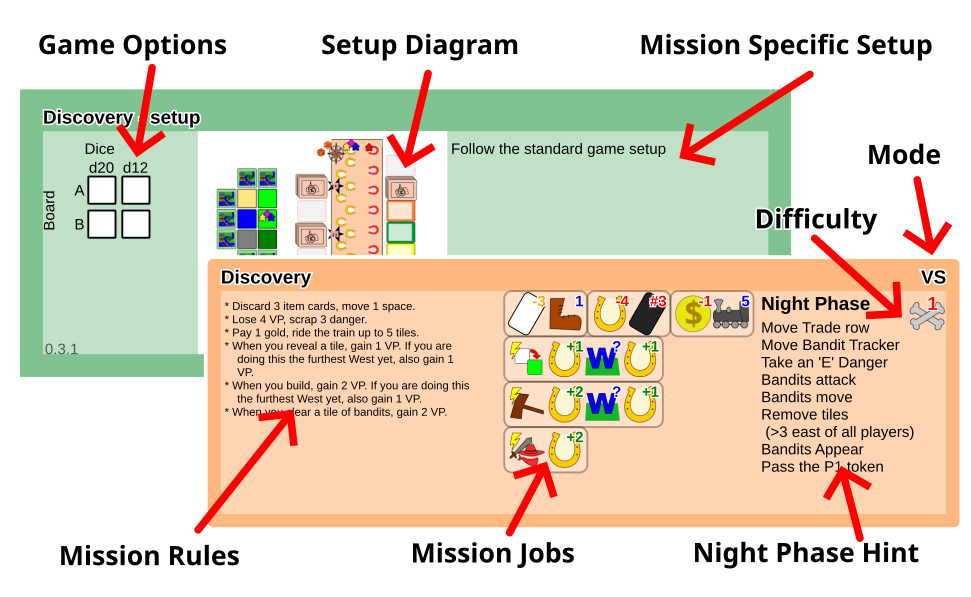 Game Options
Setup Diagram
Mission Specific Setup
Discovery - setup
Dice
d20 d12
Board
A
B
0.3.1
Follow the standard game setup
Mode
Difficulty
Discovery
VS
* Discard 3 item cards, move 1 space.
* Lose 4 VP, scrap 3 danger.
* Pay 1 gold, ride the train up to 5 tiles.
* When you reveal a tile, gain 1 VP. If you are
doing this the furthest West yet, also gain 1
VP.
* When you build, gain 2 VP. If you are doing this
the furthest West yet, also gain 1 VP.
* When you clear a tile of bandits, gain 2 VP.
-3 1 -4 #3 $ -1 5
+1 W ? +1
+2 W ? +1
+2
Night Phase
1
Move Trade row
Move Bandit Tracker
Take an 'E' Danger
Bandits attack
Bandits move
Remove tiles
(>3 east of all players)
Bandits Appear
Pass the P1 token
Mission Rules
Mission Jobs
Night Phase Hint